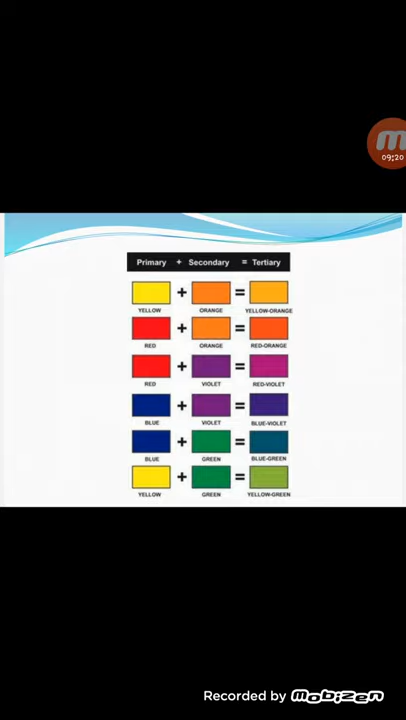 09:20
Primary + Secondary = Tertiary
+ =
YELLOW ORANGE YELLOW-ORANGE
+ =
RED ORANGE RED-ORANGE
+ =
RED VIOLET RED-VIOLET
+ =
BLUE VIOLET BLUE-VIOLET
+ =
BLUE GREEN BLUE-GREEN
+ =
YELLOW GREEN YELLOW-GREEN
Recorded by Mobizen